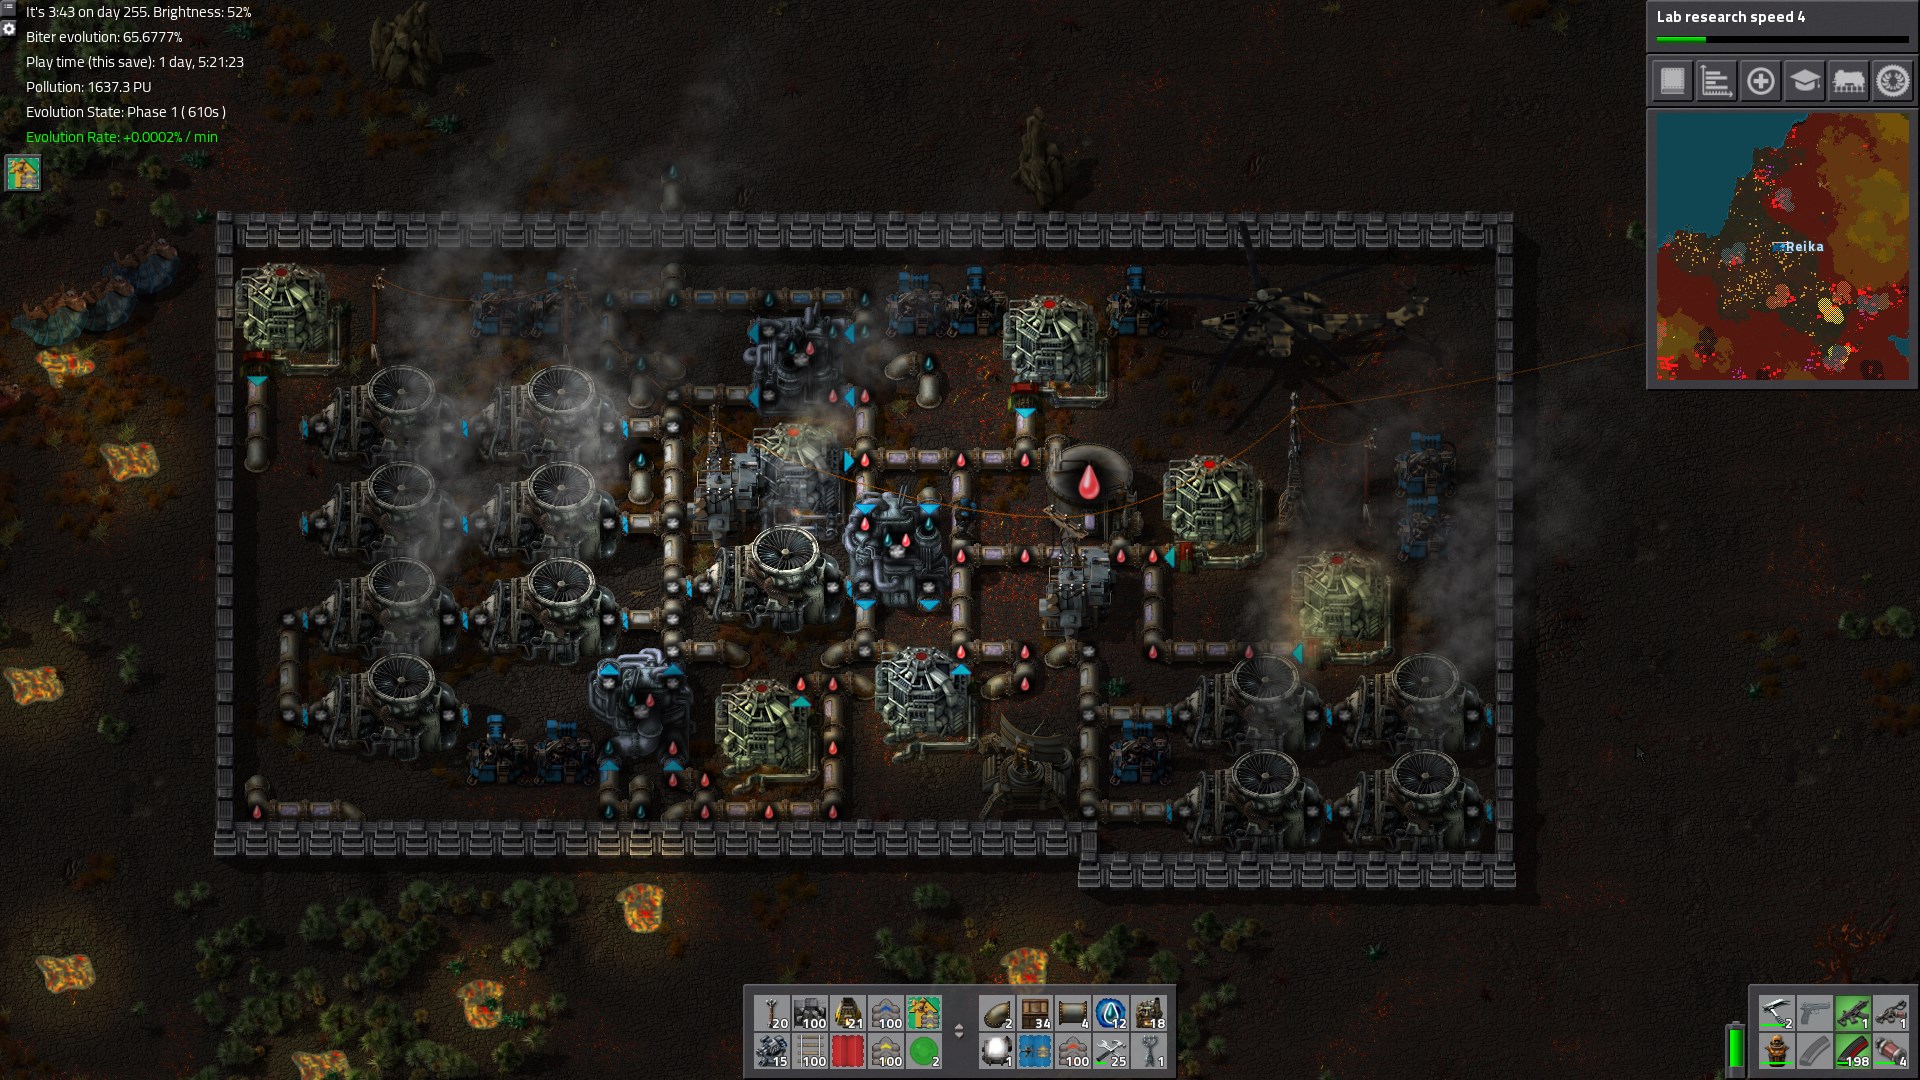 It's 3:43 on day 255. Brightness: 52%
Biter evolution: 65.6777%
Play time (this save): 1 day, 5:21:23
Pollution: 1637.3 PU
Evolution State: Phase 1 ( 610s )
Evolution Rate: +0.0002% / min
Lab research speed 4
Reika
20 100 21 100 2 34 4 12 18
15 100 100 2 1 100 25 1
2 1 1
198 4